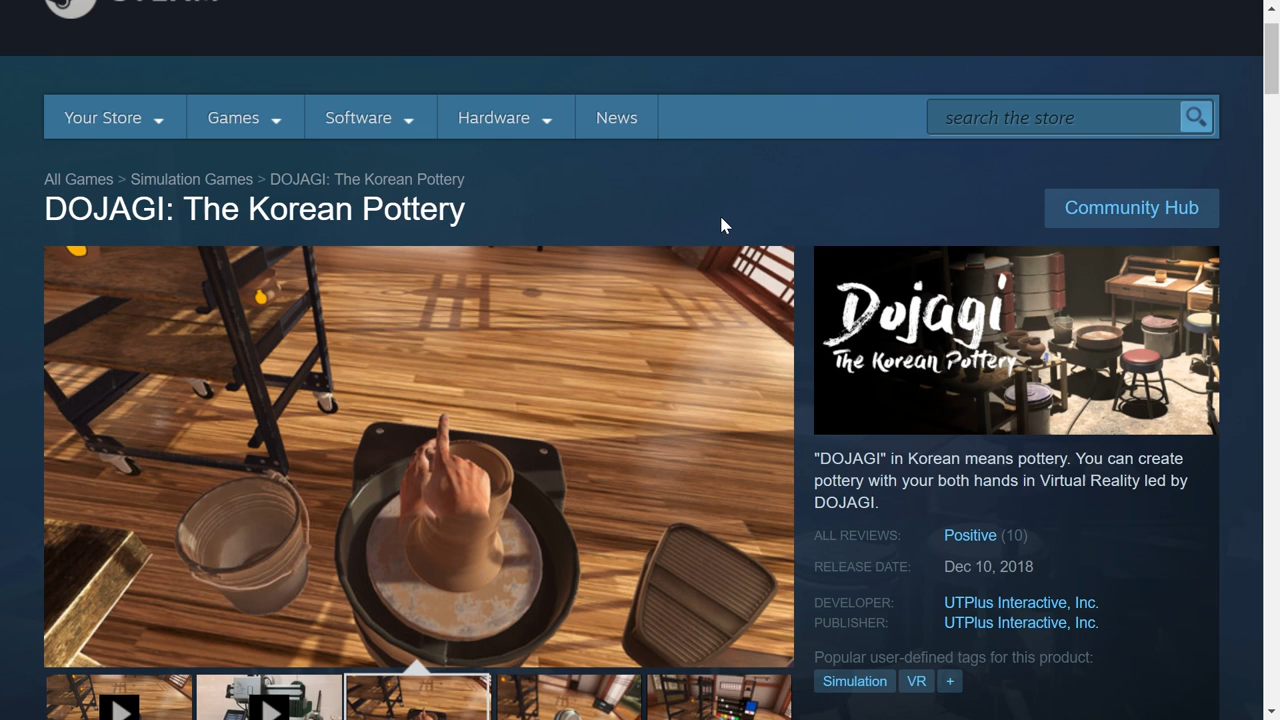 Your Store
Games
Software
Hardware
News
search the store
All Games > Simulation Games > DOJAGI: The Korean Pottery
DOJAGI: The Korean Pottery
Community Hub
Dojagi
The Korean Pottery
"DOJAGI" in Korean means pottery. You can create
pottery with your both hands in Virtual Reality led by
DOJAGI.
ALL REVIEWS: Positive (10)
RELEASE DATE: Dec 10, 2018
DEVELOPER: UTPlus Interactive, Inc.
PUBLISHER: UTPlus Interactive, Inc.
Popular user-defined tags for this product:
Simulation VR +